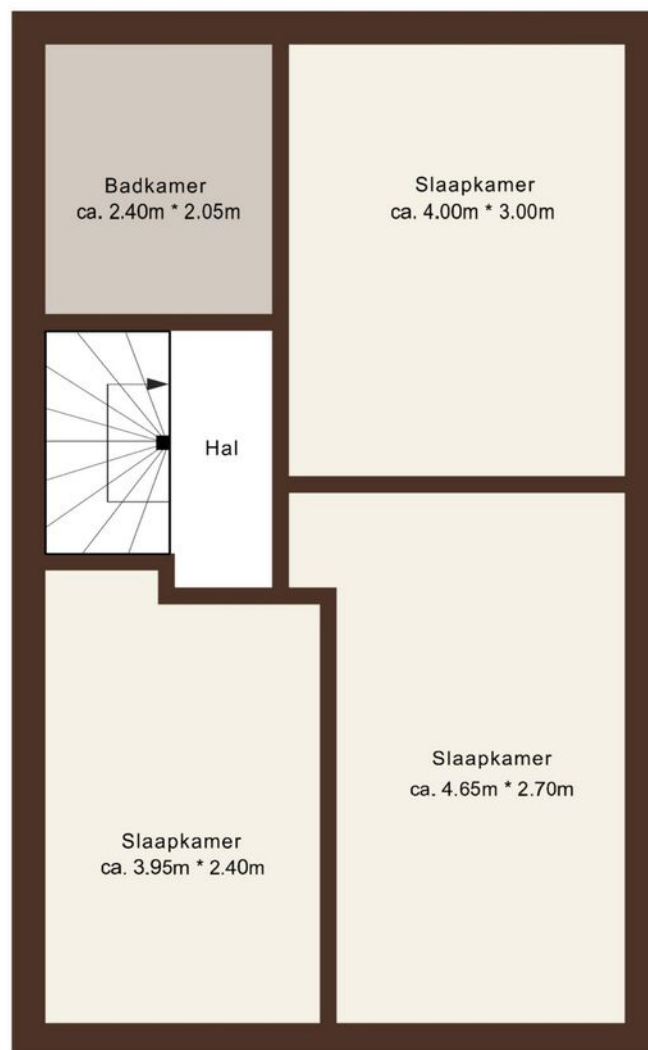 Badkamer
ca. 2.40m * 2.05m
Slaapkamer
ca. 4.00m * 3.00m
Hal
Slaapkamer
ca. 4.65m * 2.70m
Slaapkamer
ca. 3.95m * 2.40m